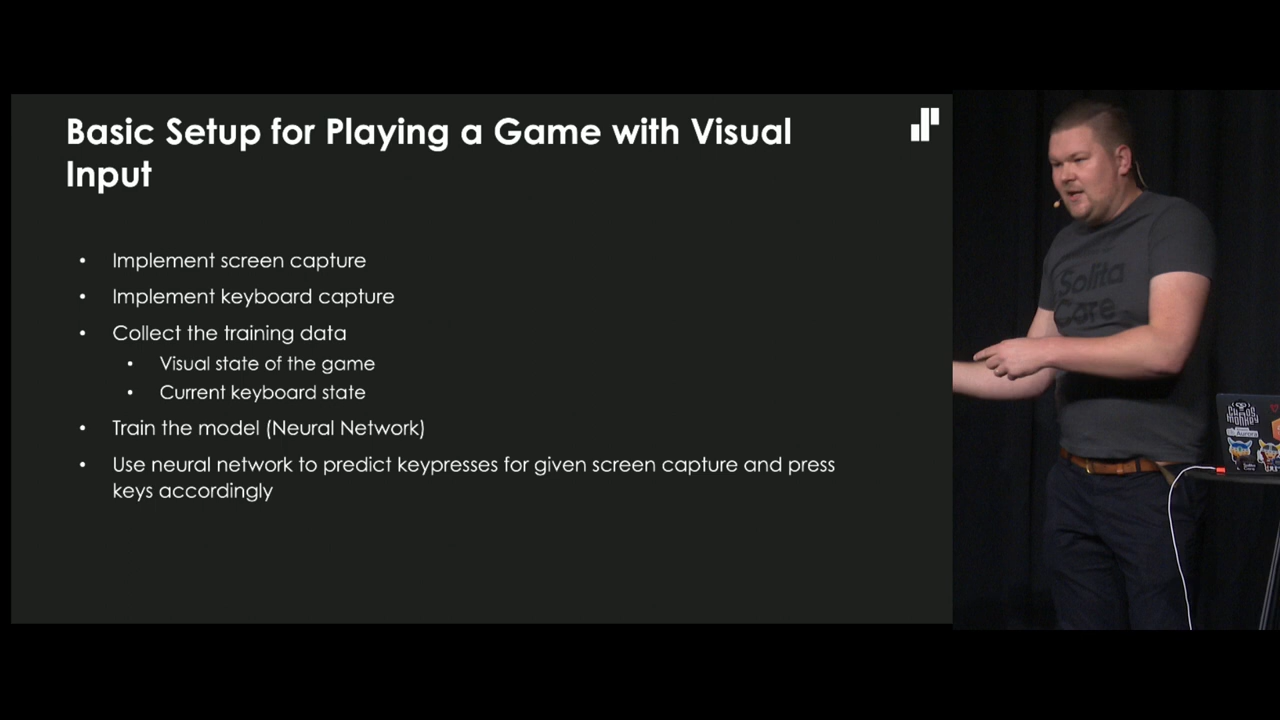 Basic Setup for Playing a Game with Visual
Input
• Implement screen capture
• Implement keyboard capture
• Collect the training data
• Visual state of the game
• Current keyboard state
• Train the model (Neural Network)
• Use neural network to predict keypresses for given screen capture and press
keys accordingly
Solita
Core